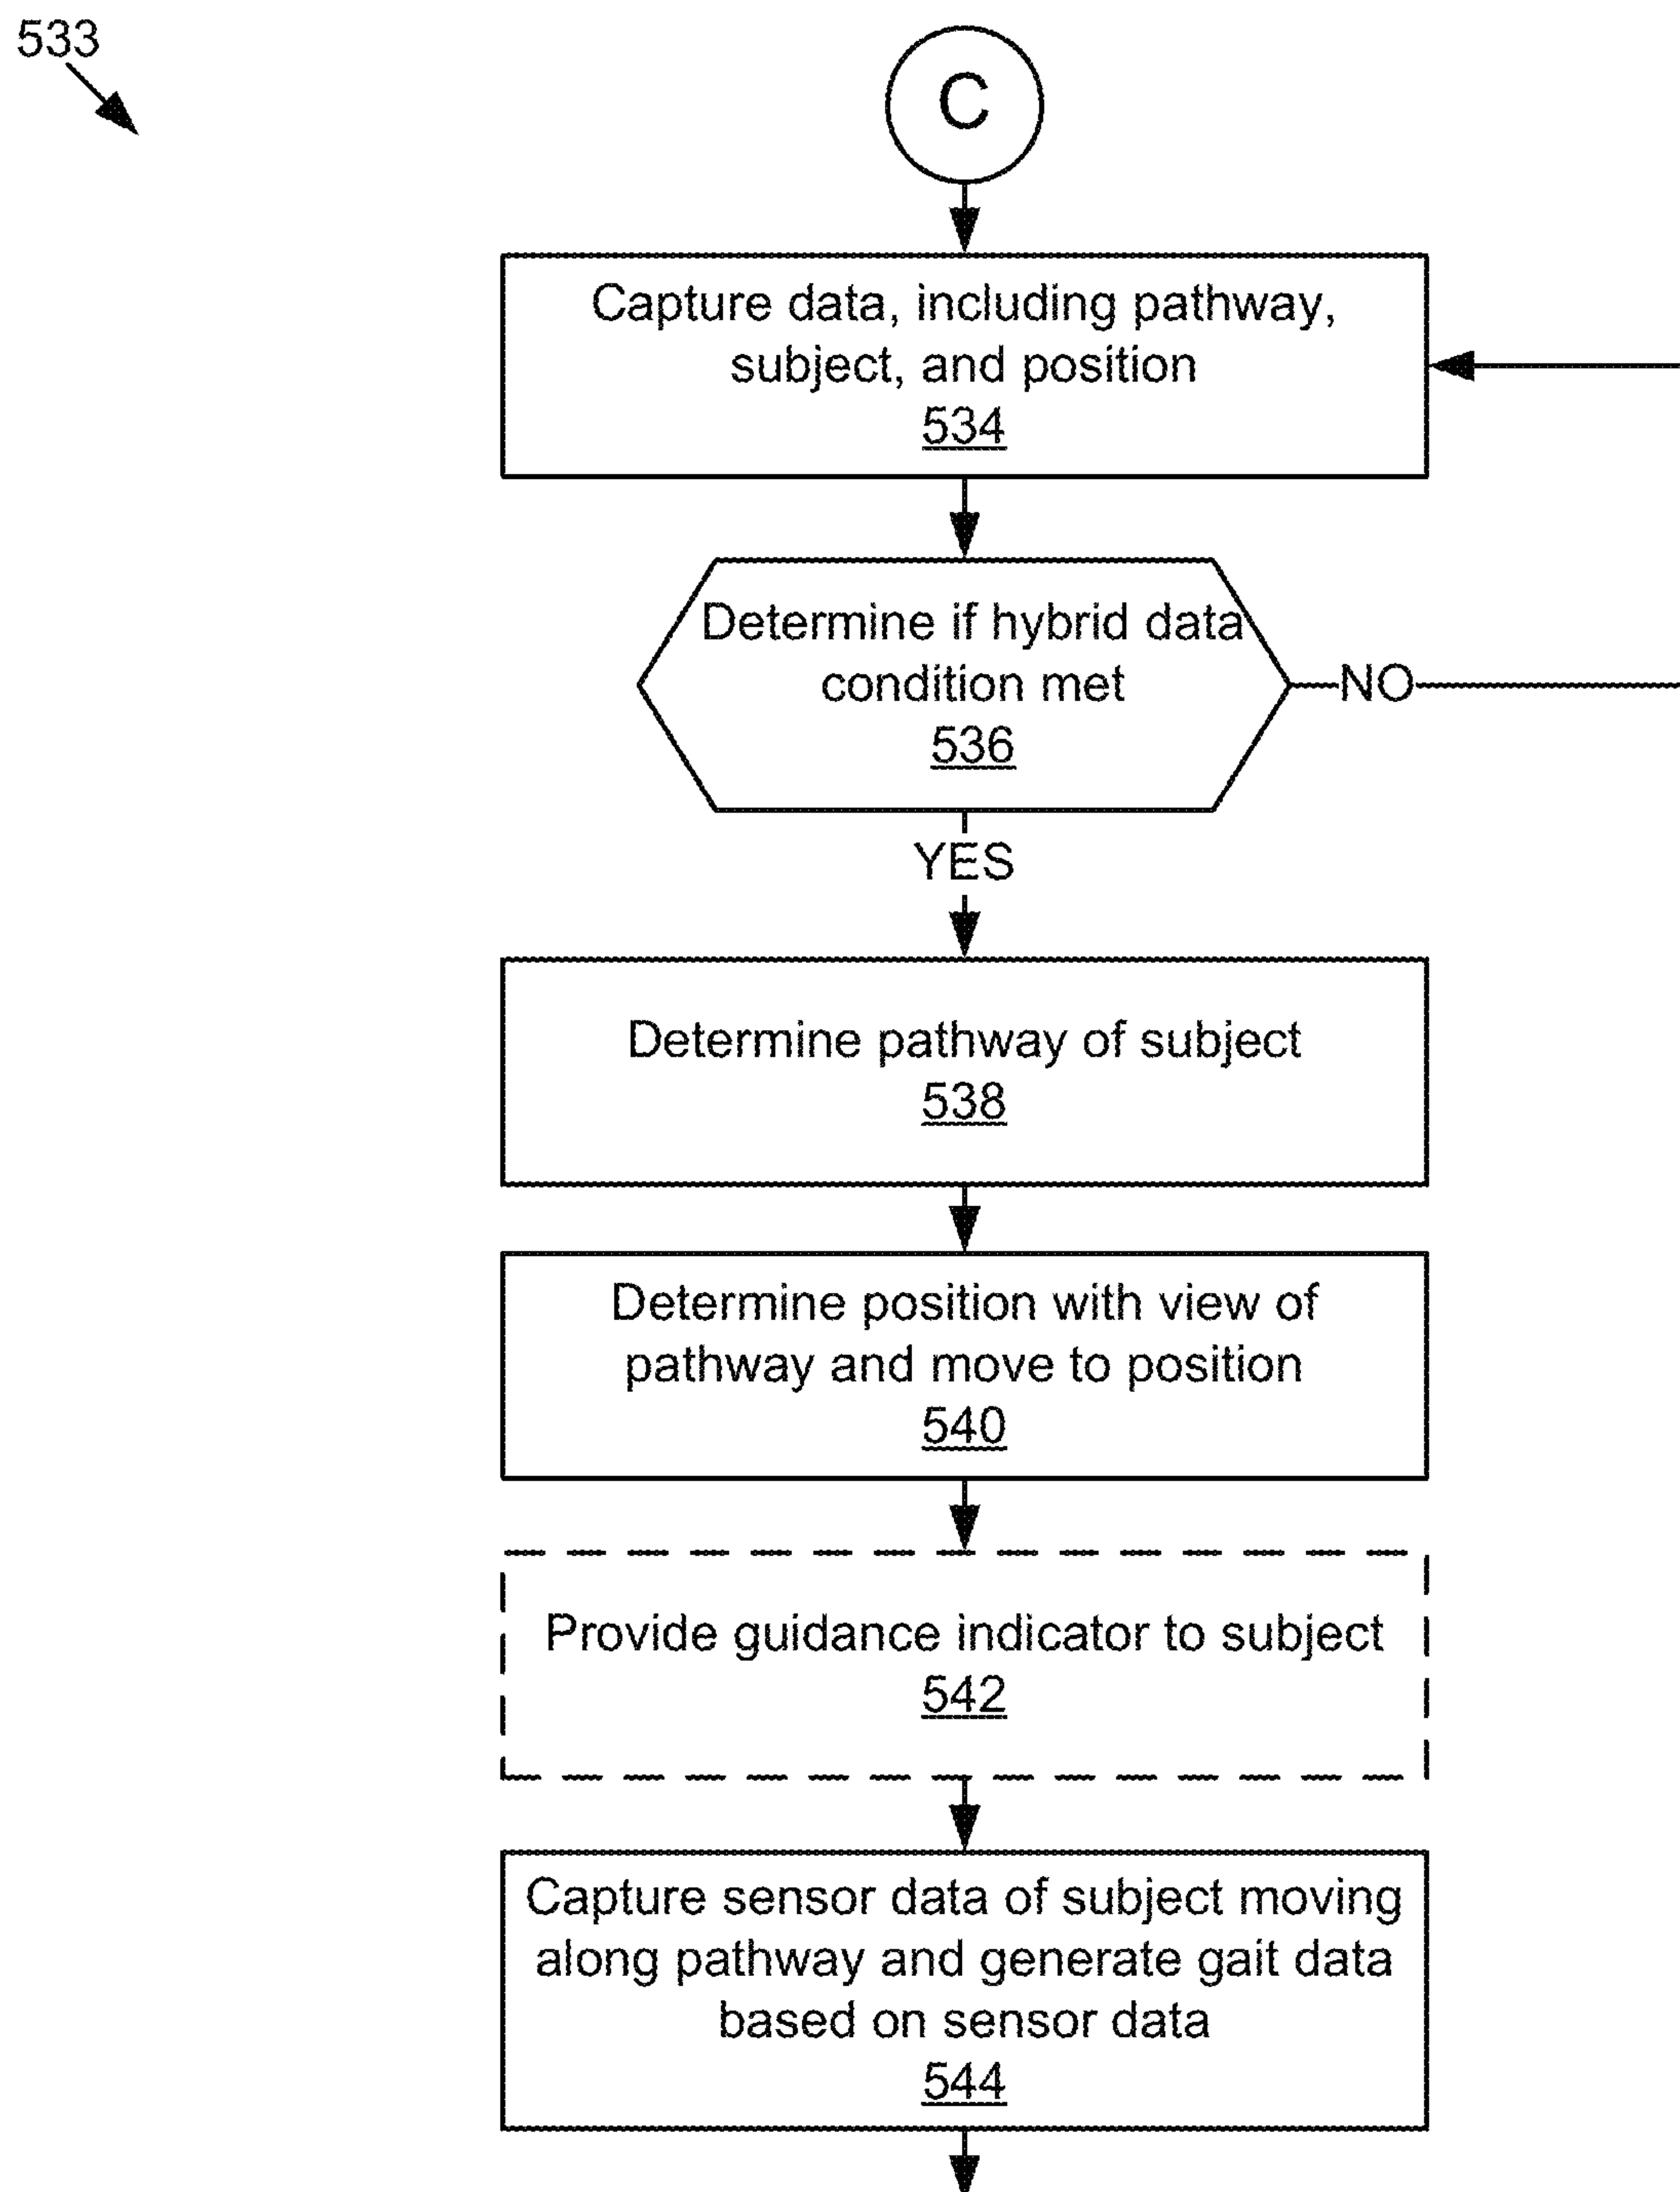 533
C
Capture data, including pathway,
subject, and position
534
Determine if hybrid data
condition met
536
NO
YES
Determine pathway of subject
538
Determine position with view of
pathway and move to position
540
Provide guidance indicator to subject
542
Capture sensor data of subject moving
along pathway and generate gait data
based on sensor data
544